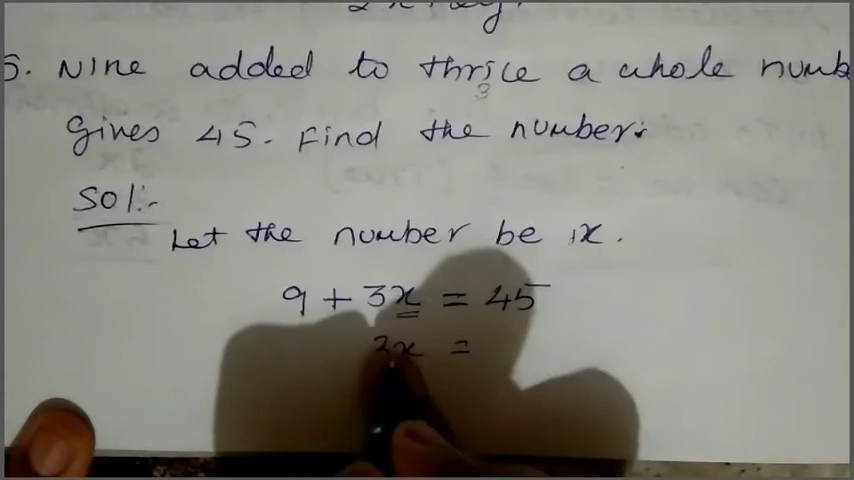 5. Nine added to thrice a whole numb
3
gives 45. Find the number.
Sol:-
Let the number be x.
9 + 3x = 45
3x =